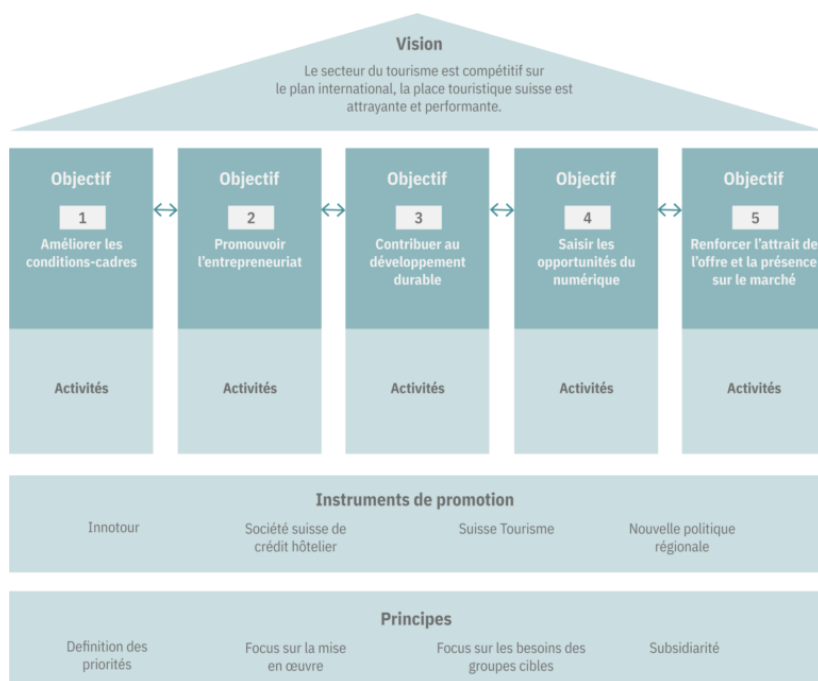 Vision
Le secteur du tourisme est compétitif sur
le plan international, la place touristique suisse est
attrayante et performante.
Objectif
1
Améliorer les
conditions-cadres
Objectif
2
Promouvoir
l'entrepreneuriat
Objectif
3
Contribuer au
développement
durable
Objectif
4
Saisir les
opportunités du
numérique
Objectif
5
Renforcer l'attrait de
l'offre et la présence
sur le marché
Activités
Activités
Activités
Activités
Activités
Instruments de promotion
Innotour
Société suisse de
crédit hôtelier
Suisse Tourisme
Nouvelle politique
régionale
Principes
Definition des
priorités
Focus sur la mise
en œuvre
Focus sur les besoins des
groupes cibles
Subsidiarité